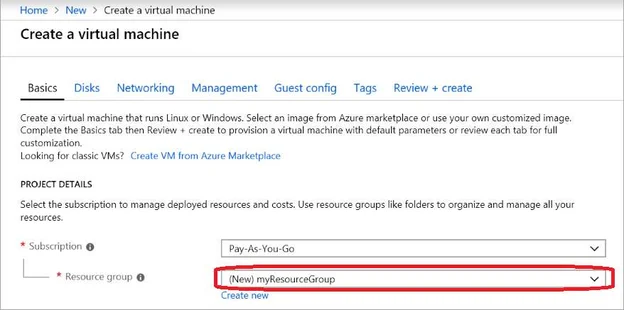 Home > New > Create a virtual machine
Create a virtual machine
Basics Disks Networking Management Guest config Tags Review + create
Create a virtual machine that runs Linux or Windows. Select an image from Azure marketplace or use your own customized image.
Complete the Basics tab then Review + create to provision a virtual machine with default parameters or review each tab for full
customization.
Looking for classic VMs? Create VM from Azure Marketplace
PROJECT DETAILS
Select the subscription to manage deployed resources and costs. Use resource groups like folders to organize and manage all your
resources.
* Subscription Pay-As-You-Go
* Resource group (New) myResourceGroup
Create new